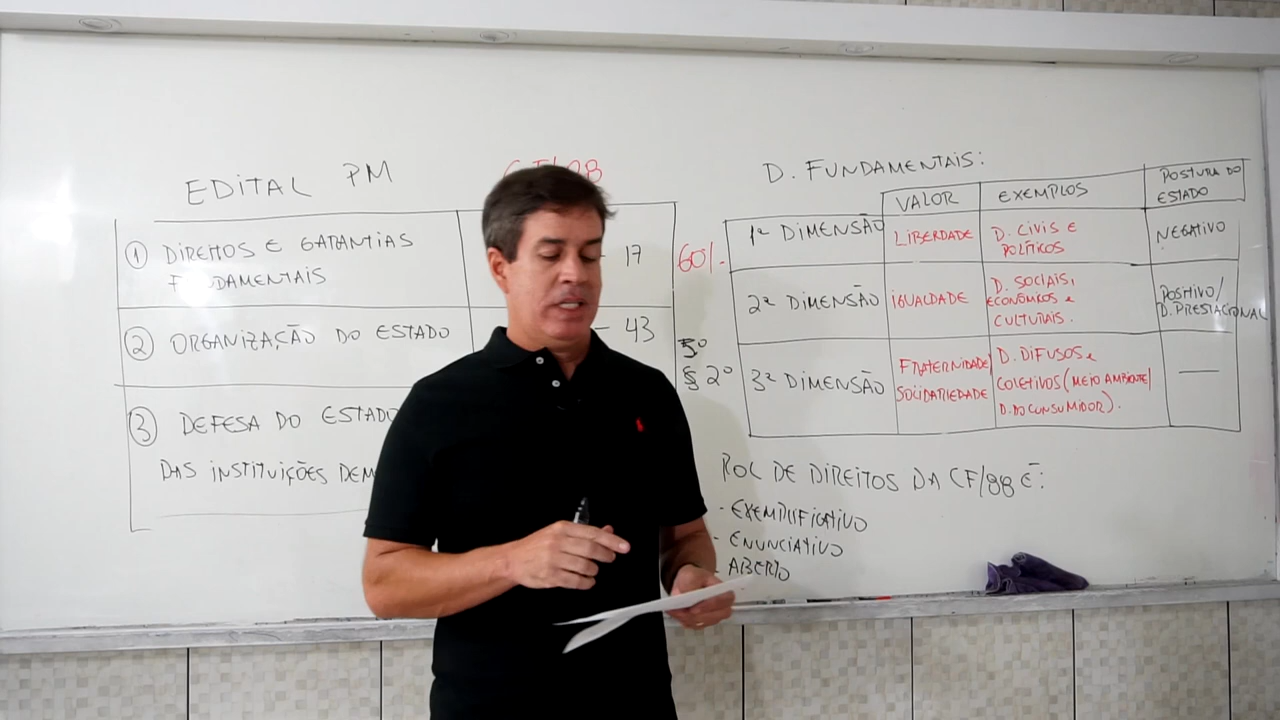 EDITAL PM
① DIREITOS E GARANTIAS
17
60%
② ORGANIZAÇÃO DO ESTADO
- 43
5º
§ 2º
③ DEFESA DO ESTADO
DAS INSTITUIÇÕES DEM
D. FUNDAMENTAIS:
VALOR
EXEMPLOS
POSTURA DO
ESTADO
1ª DIMENSÃO
LIBERDADE
D. CIVIS E
POLÍTICOS
NEGATIVO
2ª DIMENSÃO
IGUALDADE
D. SOCIAIS,
ECONÔMICOS E
CULTURAIS.
POSITIVO/
D. PRESTACIONAL
3ª DIMENSÃO
FRATERNIDADE/
SOLIDARIEDADE
D. DIFUSOS E
COLETIVOS (MEIO AMBIENTE/
D. DO CONSUMIDOR).
—
ROL DE DIREITOS DA CF/88 É:
- EXEMPLIFICATIVO
- ENUNCIATIVO
- ABERTO